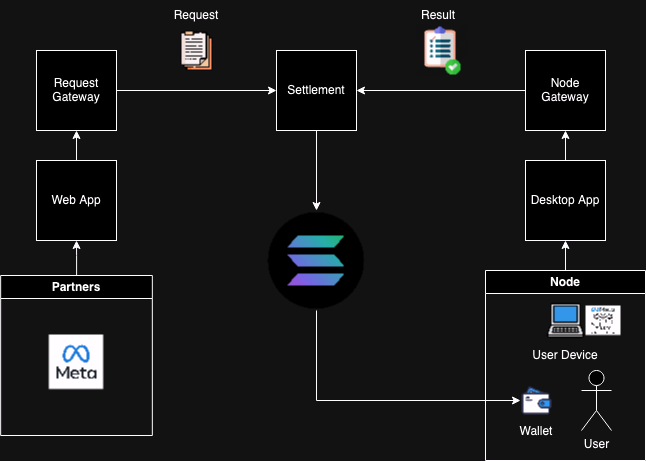 Request
Result
Request
Gateway
Settlement
Node
Gateway
Web App
Desktop App
Partners
Node
Meta
User Device
Wallet
User